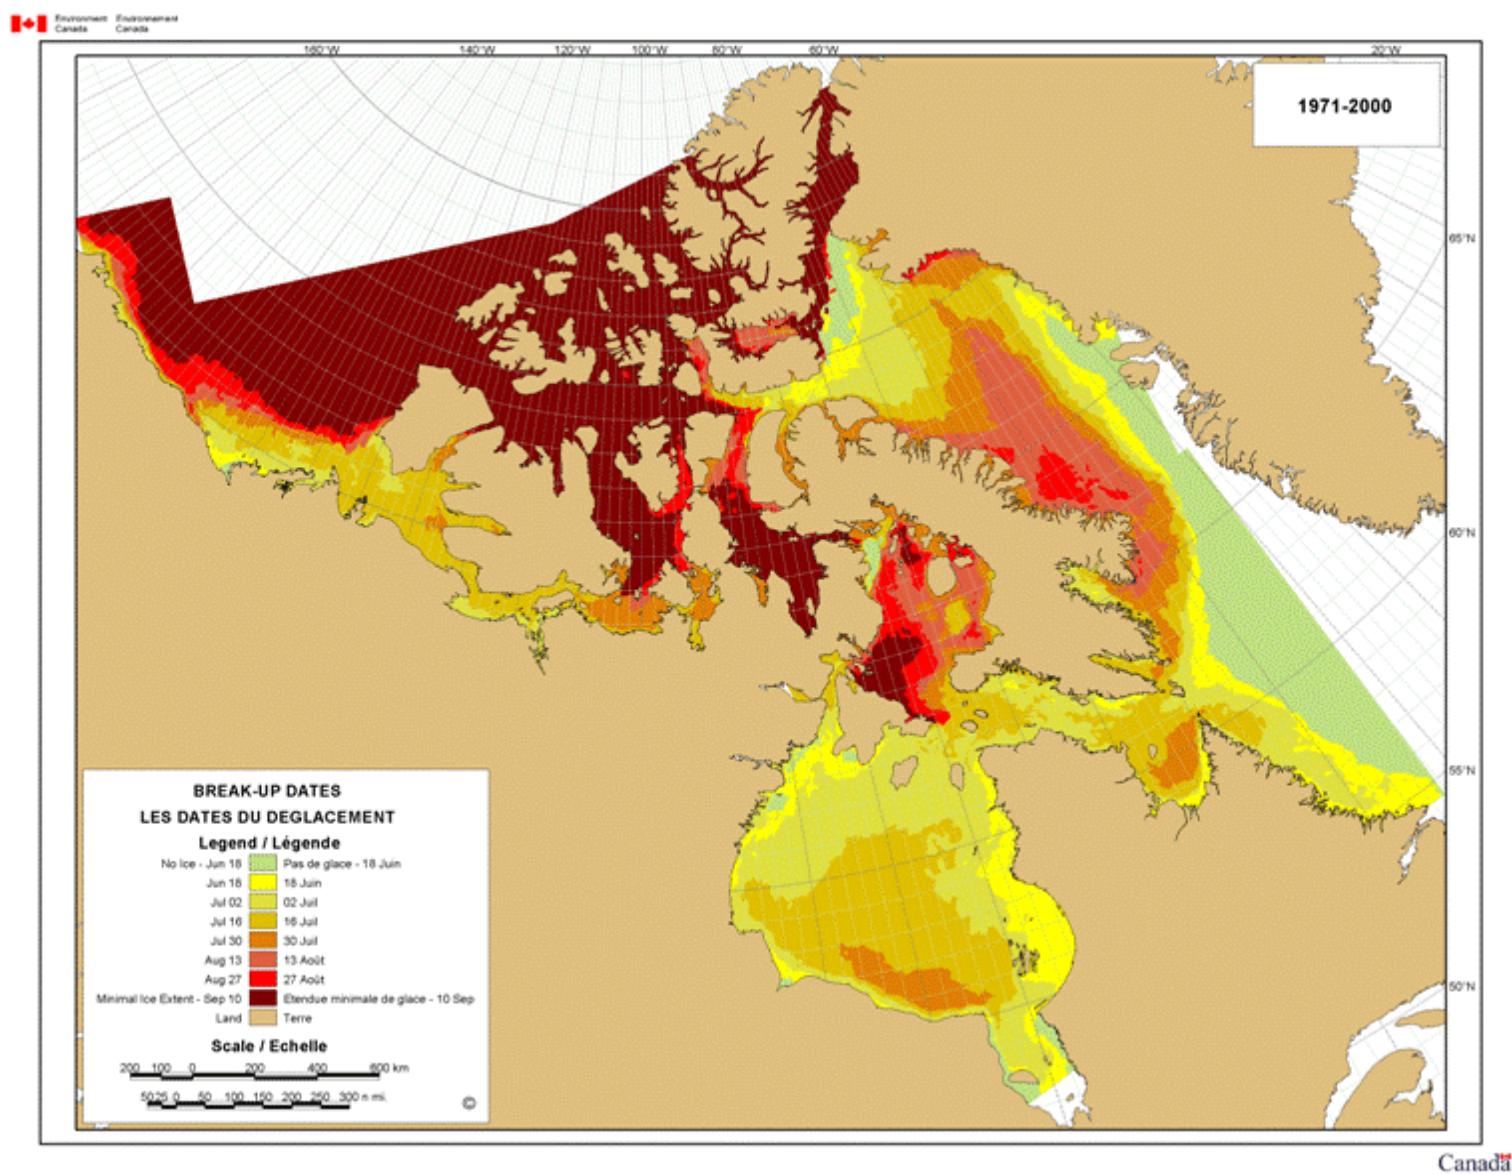 Environment Environnement
Canada Canada
160°W 140°W 120°W 100°W 80°W 60°W 20°W
1971-2000
65°N
60°N
55°N
50°N
BREAK-UP DATES
LES DATES DU DEGLACEMENT
Legend / Légende
No Ice - Jun 18 Pas de glace - 18 Juin
Jun 18 18 Juin
Jul 02 02 Juil
Jul 16 16 Juil
Jul 30 30 Juil
Aug 13 13 Août
Aug 27 27 Août
Minimal Ice Extent - Sep 10 Etendue minimale de glace - 10 Sep
Land Terre
Scale / Echelle
200 100 0 200 400 600 km
5025 0 50 100 150 200 250 300 n mi.
©
Canada